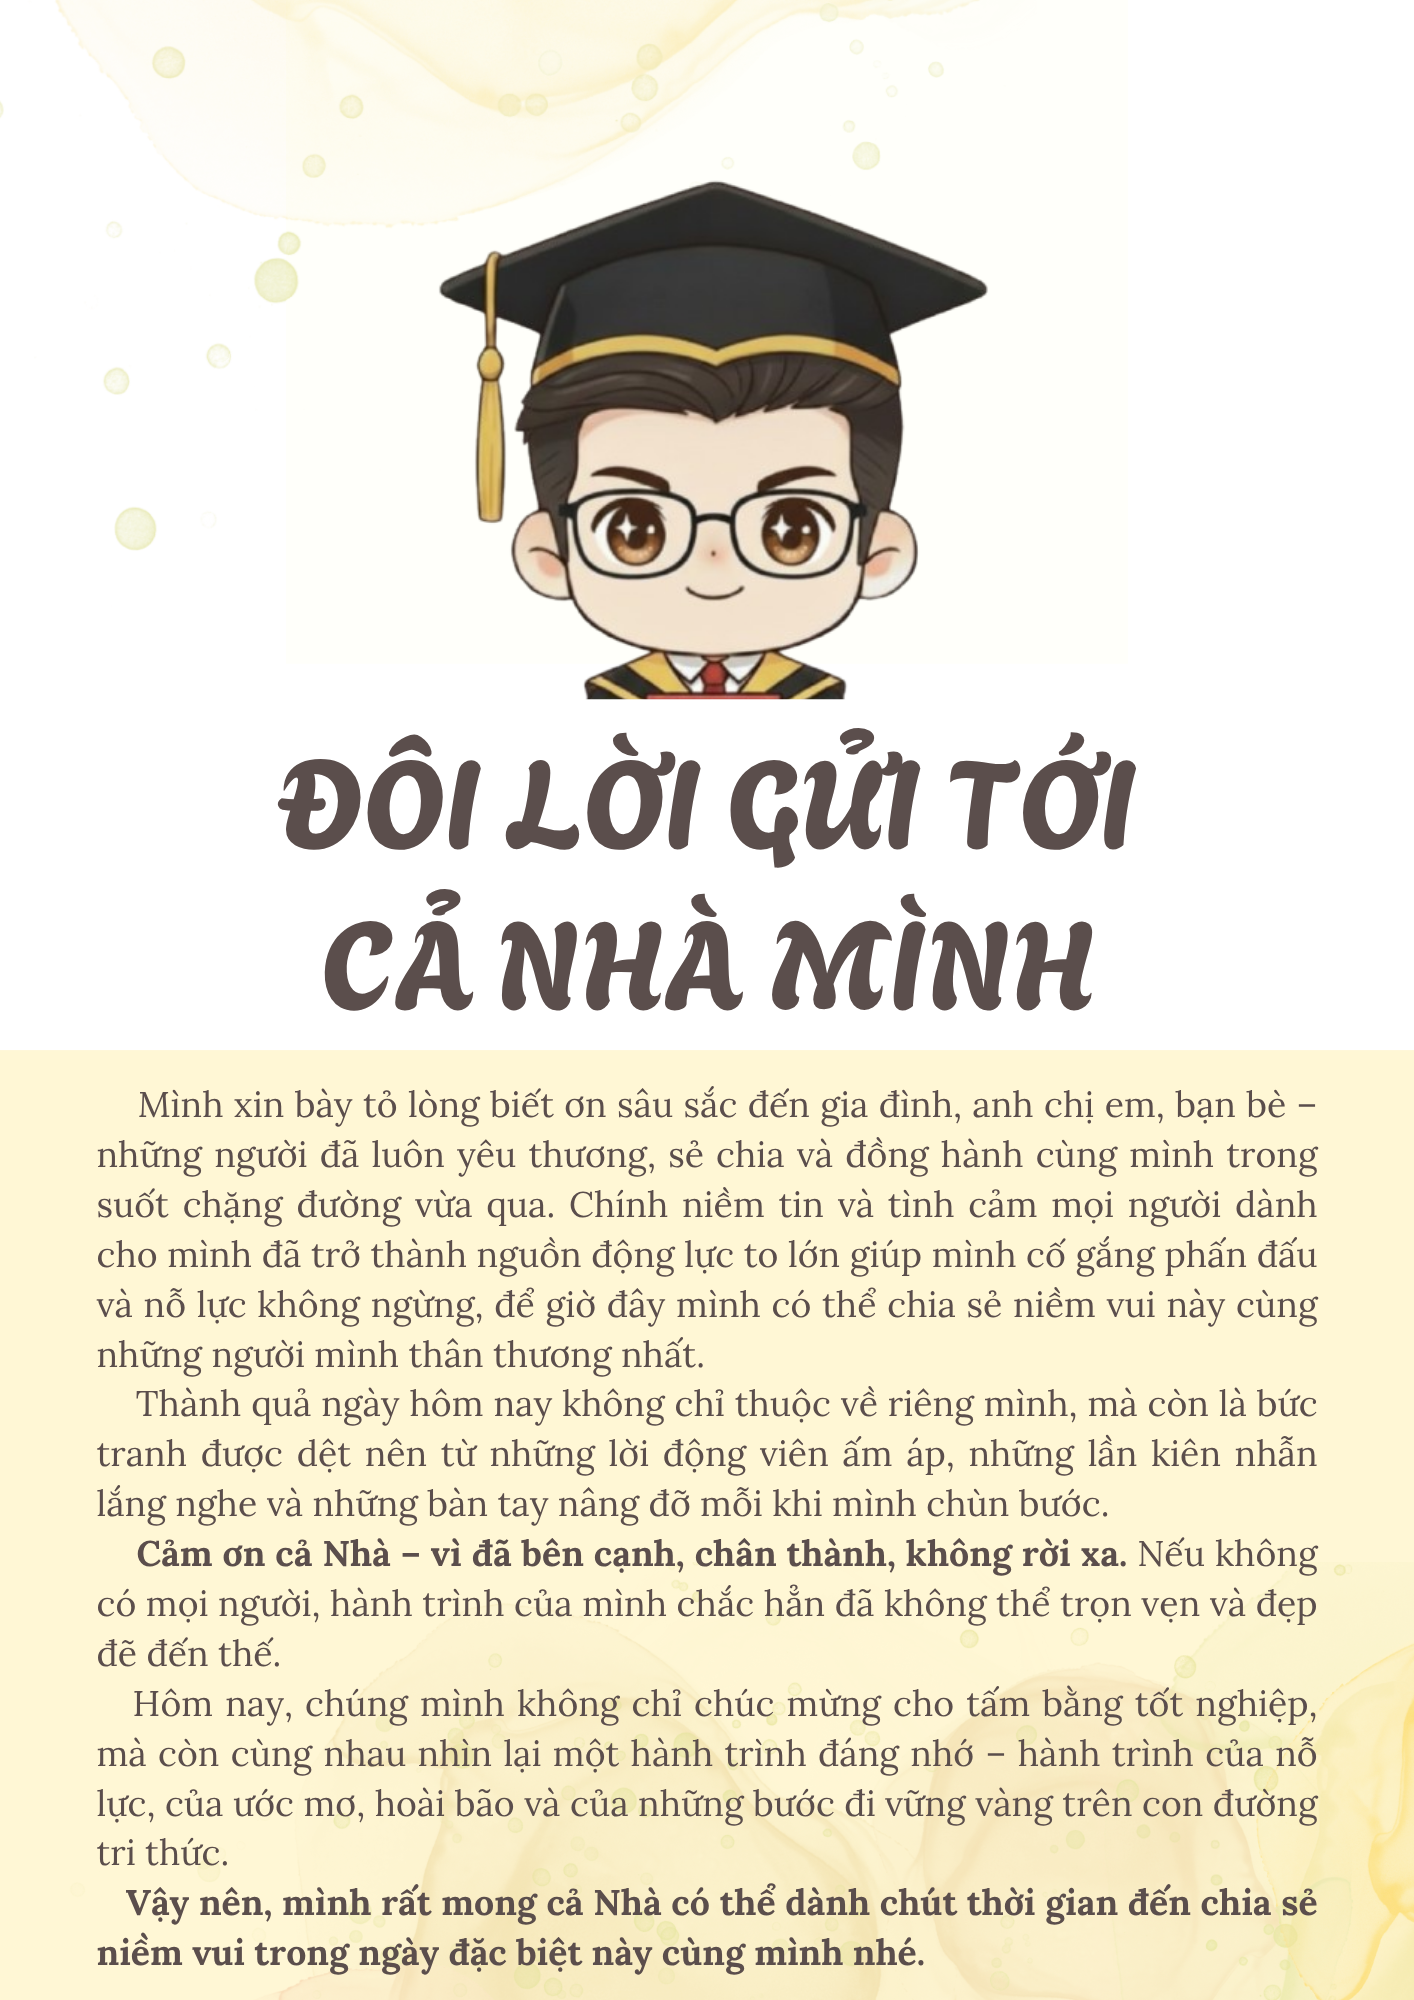 ĐÔI LỜI GỬI TỚI
CẢ NHÀ MÌNH
Mình xin bày tỏ lòng biết ơn sâu sắc đến gia đình, anh chị em, bạn bè –
những người đã luôn yêu thương, sẻ chia và đồng hành cùng mình trong
suốt chặng đường vừa qua. Chính niềm tin và tình cảm mọi người dành
cho mình đã trở thành nguồn động lực to lớn giúp mình cố gắng phấn đấu
và nỗ lực không ngừng, để giờ đây mình có thể chia sẻ niềm vui này cùng
những người mình thân thương nhất.
Thành quả ngày hôm nay không chỉ thuộc về riêng mình, mà còn là bức
tranh được dệt nên từ những lời động viên ấm áp, những lần kiên nhẫn
lắng nghe và những bàn tay nâng đỡ mỗi khi mình chùn bước.
Cảm ơn cả Nhà – vì đã bên cạnh, chân thành, không rời xa. Nếu không
có mọi người, hành trình của mình chắc hẳn đã không thể trọn vẹn và đẹp
đẽ đến thế.
Hôm nay, chúng mình không chỉ chúc mừng cho tấm bằng tốt nghiệp,
mà còn cùng nhau nhìn lại một hành trình đáng nhớ – hành trình của nỗ
lực, của ước mơ, hoài bão và của những bước đi vững vàng trên con đường
tri thức.
Vậy nên, mình rất mong cả Nhà có thể dành chút thời gian đến chia sẻ
niềm vui trong ngày đặc biệt này cùng mình nhé.